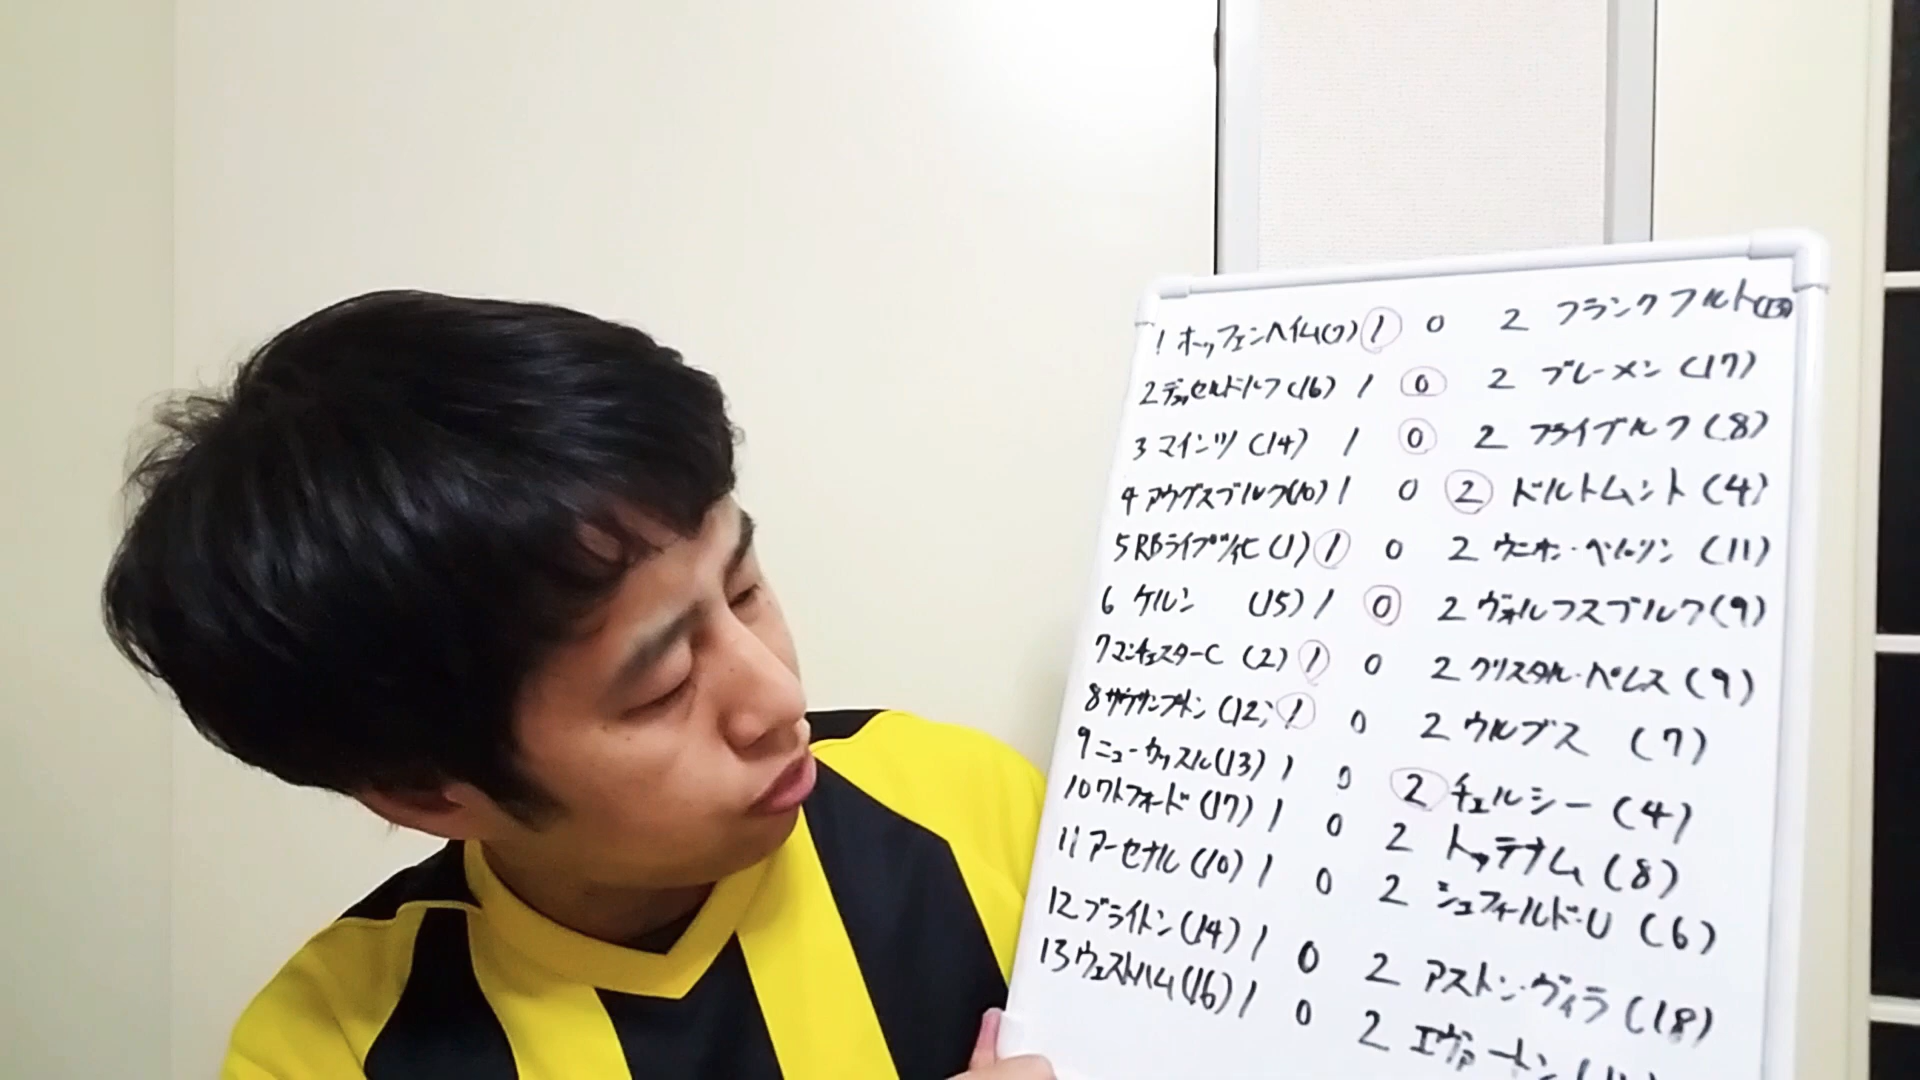 1 ホッフェンハイム(7) 1 0 2 フランクフルト(13)
2 デュッセルドルフ(16) 1 0 2 ブレーメン(17)
3 マインツ(14) 1 0 2 フライブルク(8)
4 アウグスブルク(10) 1 0 2 ドルトムント(4)
5 RBライプツィヒ(1) 1 0 2 ウニオン・ベルリン(11)
6 ケルン (15) 1 0 2 ヴォルフスブルク(9)
7 マンチェスターC (2) 1 0 2 クリスタル・パレス(9)
8 サウサンプトン(12) 1 0 2 ウルブス (7)
9 ニューカッスル(13) 1 0 2 チェルシー(4)
10 ワトフォード(17) 1 0 2 トッテナム(8)
11 アーセナル(10) 1 0 2 シェフィールド・U (6)
12 ブライトン(14) 1 0 2 アストン・ヴィラ(18)
13 ウェストハム(16) 1 0 2 エヴァートン